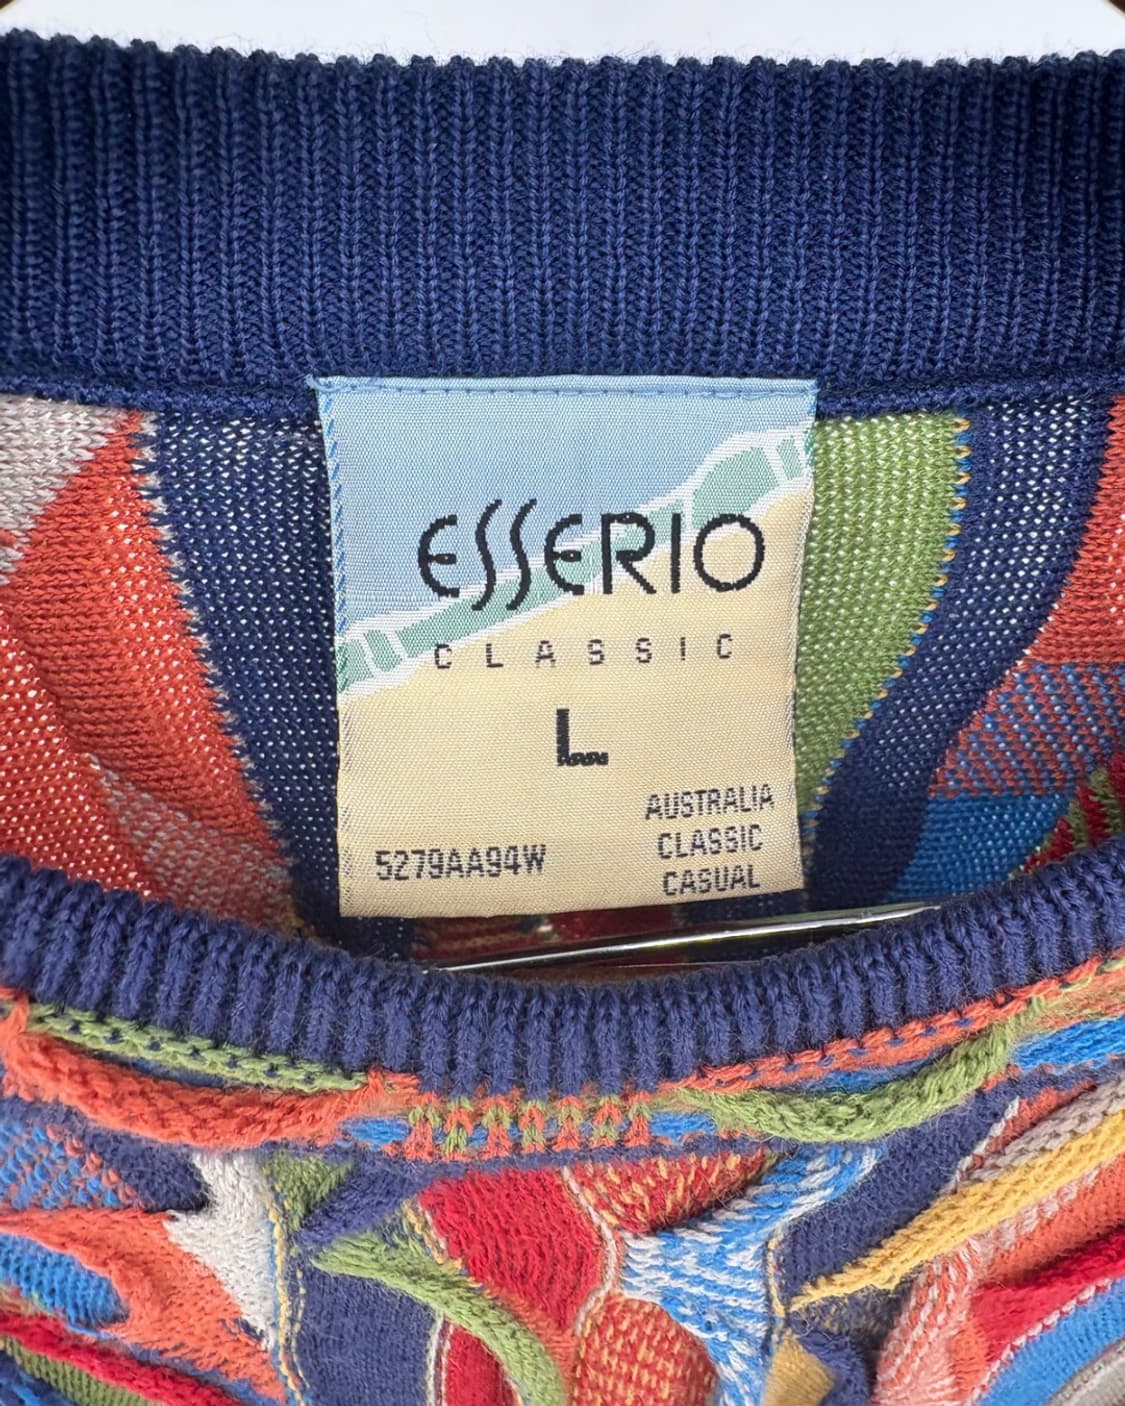 ESSERIO
CLASSIC
L
AUSTRALIA
CLASSIC
CASUAL
5279AA94W